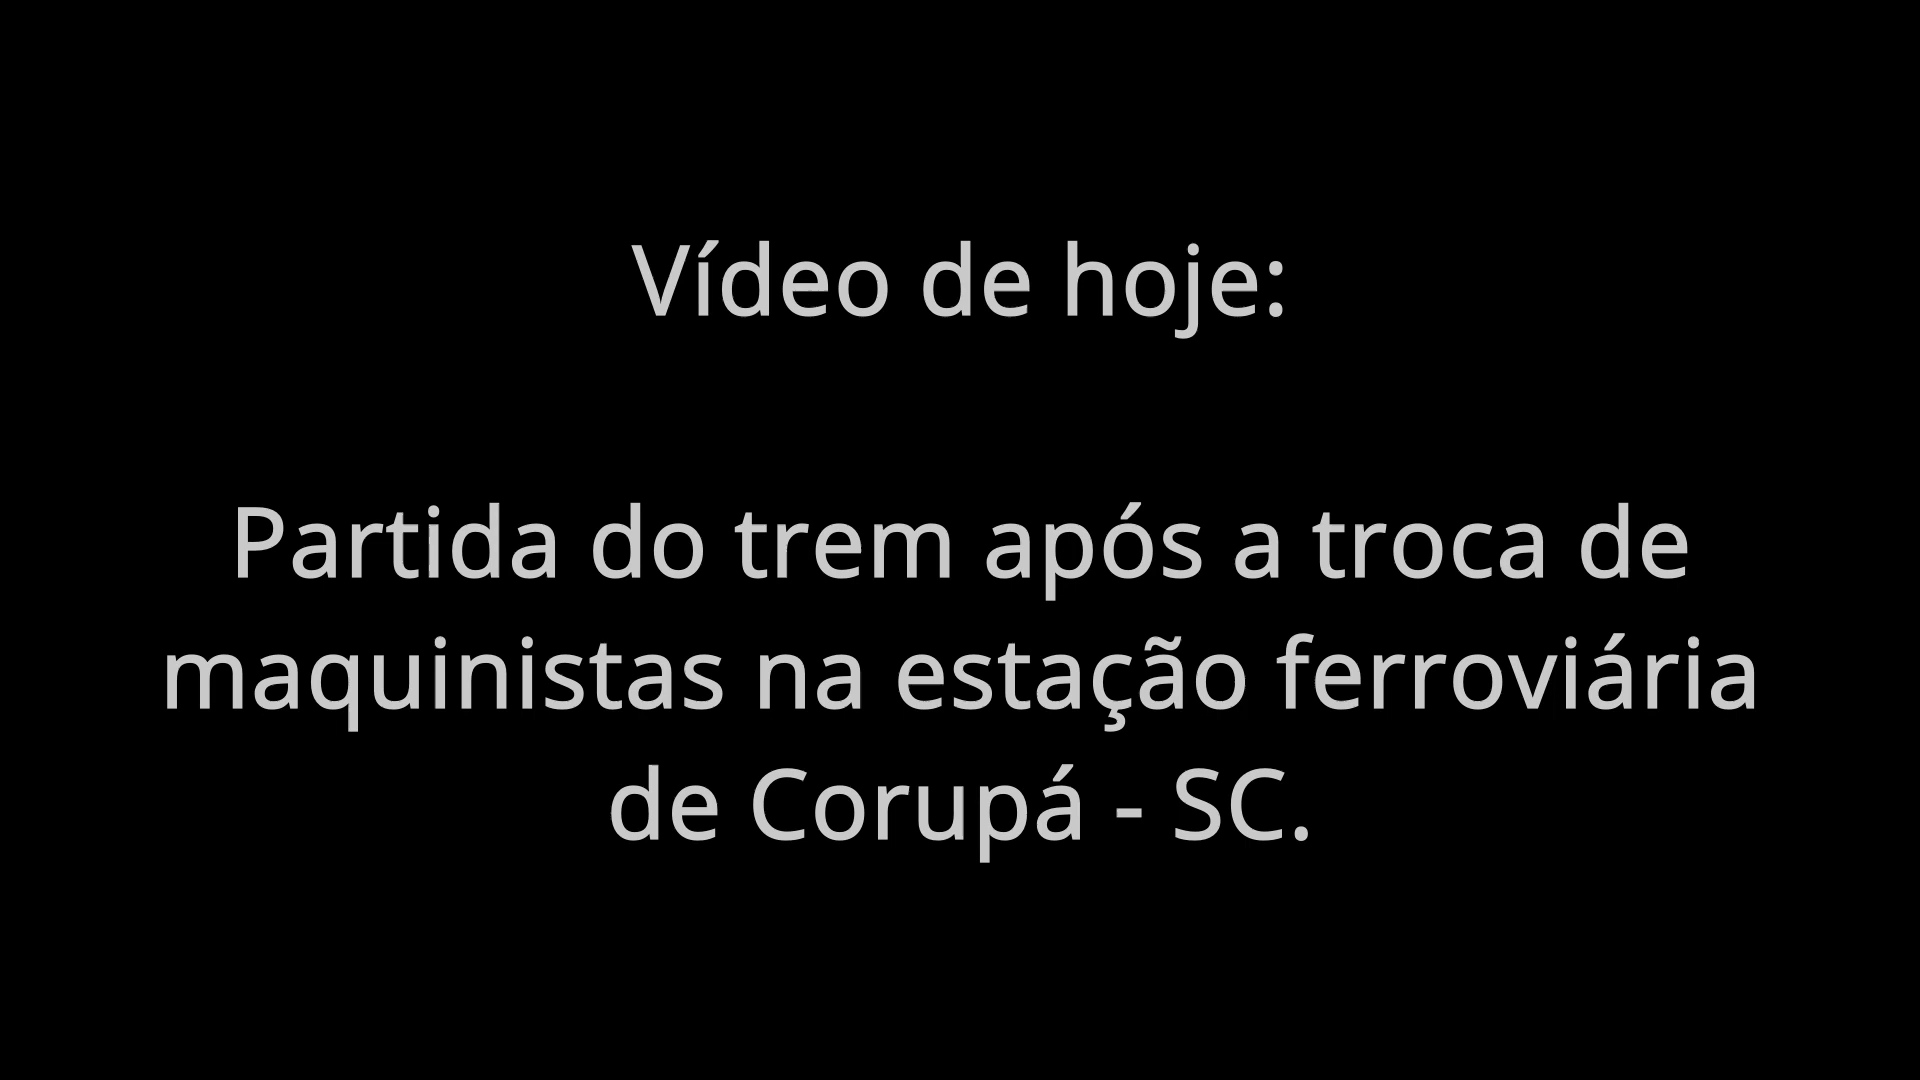 Vídeo de hoje:
Partida do trem após a troca de
maquinistas na estação ferroviária
de Corupá - SC.